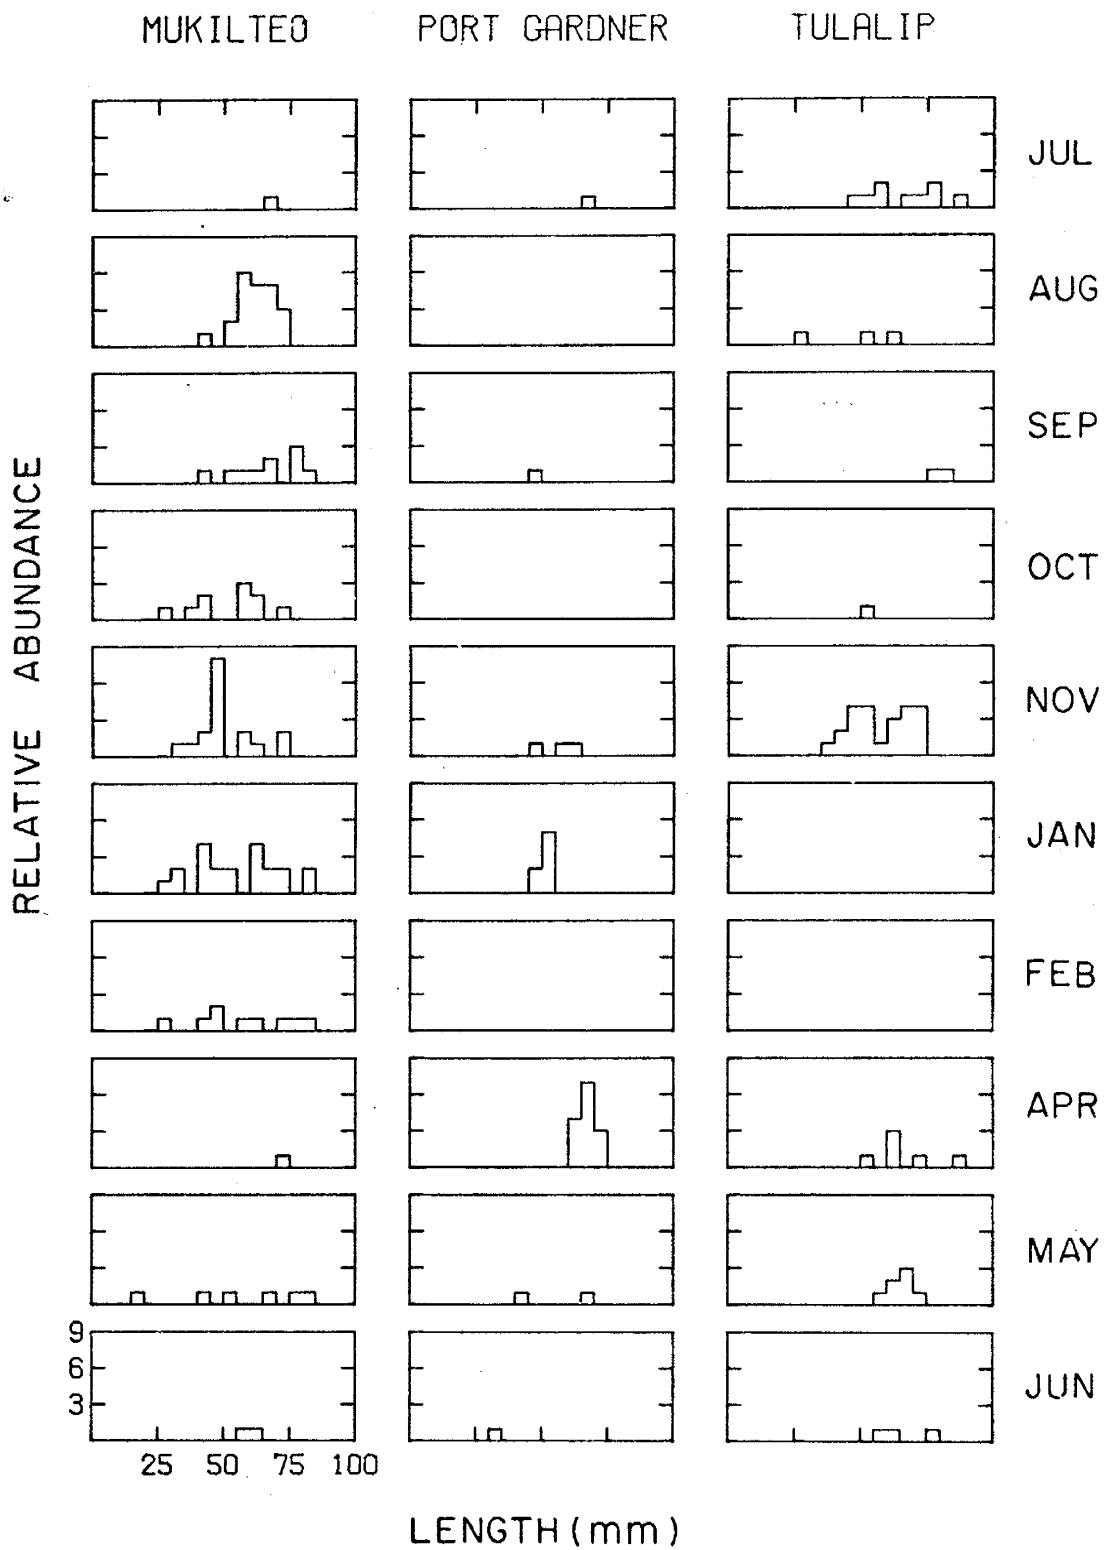 MUKILTEO PORT GARDNER TULALIP
JUL
AUG
SEP
OCT
NOV
JAN
FEB
APR
MAY
JUN
RELATIVE ABUNDANCE
9
6
3
25 50 75 100
LENGTH (mm)